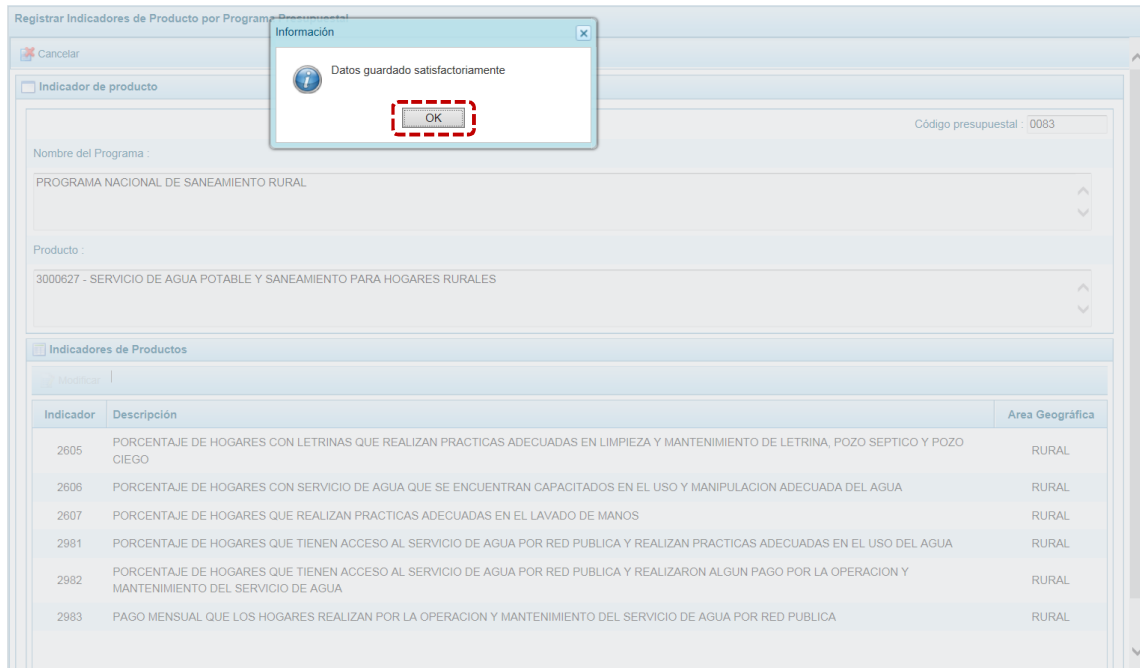 Registrar Indicadores de Producto por Programa Presupuestal
Información
Cancelar
Datos guardado satisfactoriamente
OK
Indicador de producto
Código presupuestal : 0083
Nombre del Programa :
PROGRAMA NACIONAL DE SANEAMIENTO RURAL
Producto :
3000627 - SERVICIO DE AGUA POTABLE Y SANEAMIENTO PARA HOGARES RURALES
Indicadores de Productos
Modificar
Indicador Descripción Area Geográfica
2605 PORCENTAJE DE HOGARES CON LETRINAS QUE REALIZAN PRACTICAS ADECUADAS EN LIMPIEZA Y MANTENIMIENTO DE LETRINA, POZO SEPTICO Y POZO
CIEGO RURAL
2606 PORCENTAJE DE HOGARES CON SERVICIO DE AGUA QUE SE ENCUENTRAN CAPACITADOS EN EL USO Y MANIPULACION ADECUADA DEL AGUA RURAL
2607 PORCENTAJE DE HOGARES QUE REALIZAN PRACTICAS ADECUADAS EN EL LAVADO DE MANOS RURAL
2981 PORCENTAJE DE HOGARES QUE TIENEN ACCESO AL SERVICIO DE AGUA POR RED PUBLICA Y REALIZAN PRACTICAS ADECUADAS EN EL USO DEL AGUA RURAL
2982 PORCENTAJE DE HOGARES QUE TIENEN ACCESO AL SERVICIO DE AGUA POR RED PUBLICA Y REALIZARON ALGUN PAGO POR LA OPERACION Y
MANTENIMIENTO DEL SERVICIO DE AGUA RURAL
2983 PAGO MENSUAL QUE LOS HOGARES REALIZAN POR LA OPERACION Y MANTENIMIENTO DEL SERVICIO DE AGUA POR RED PUBLICA RURAL